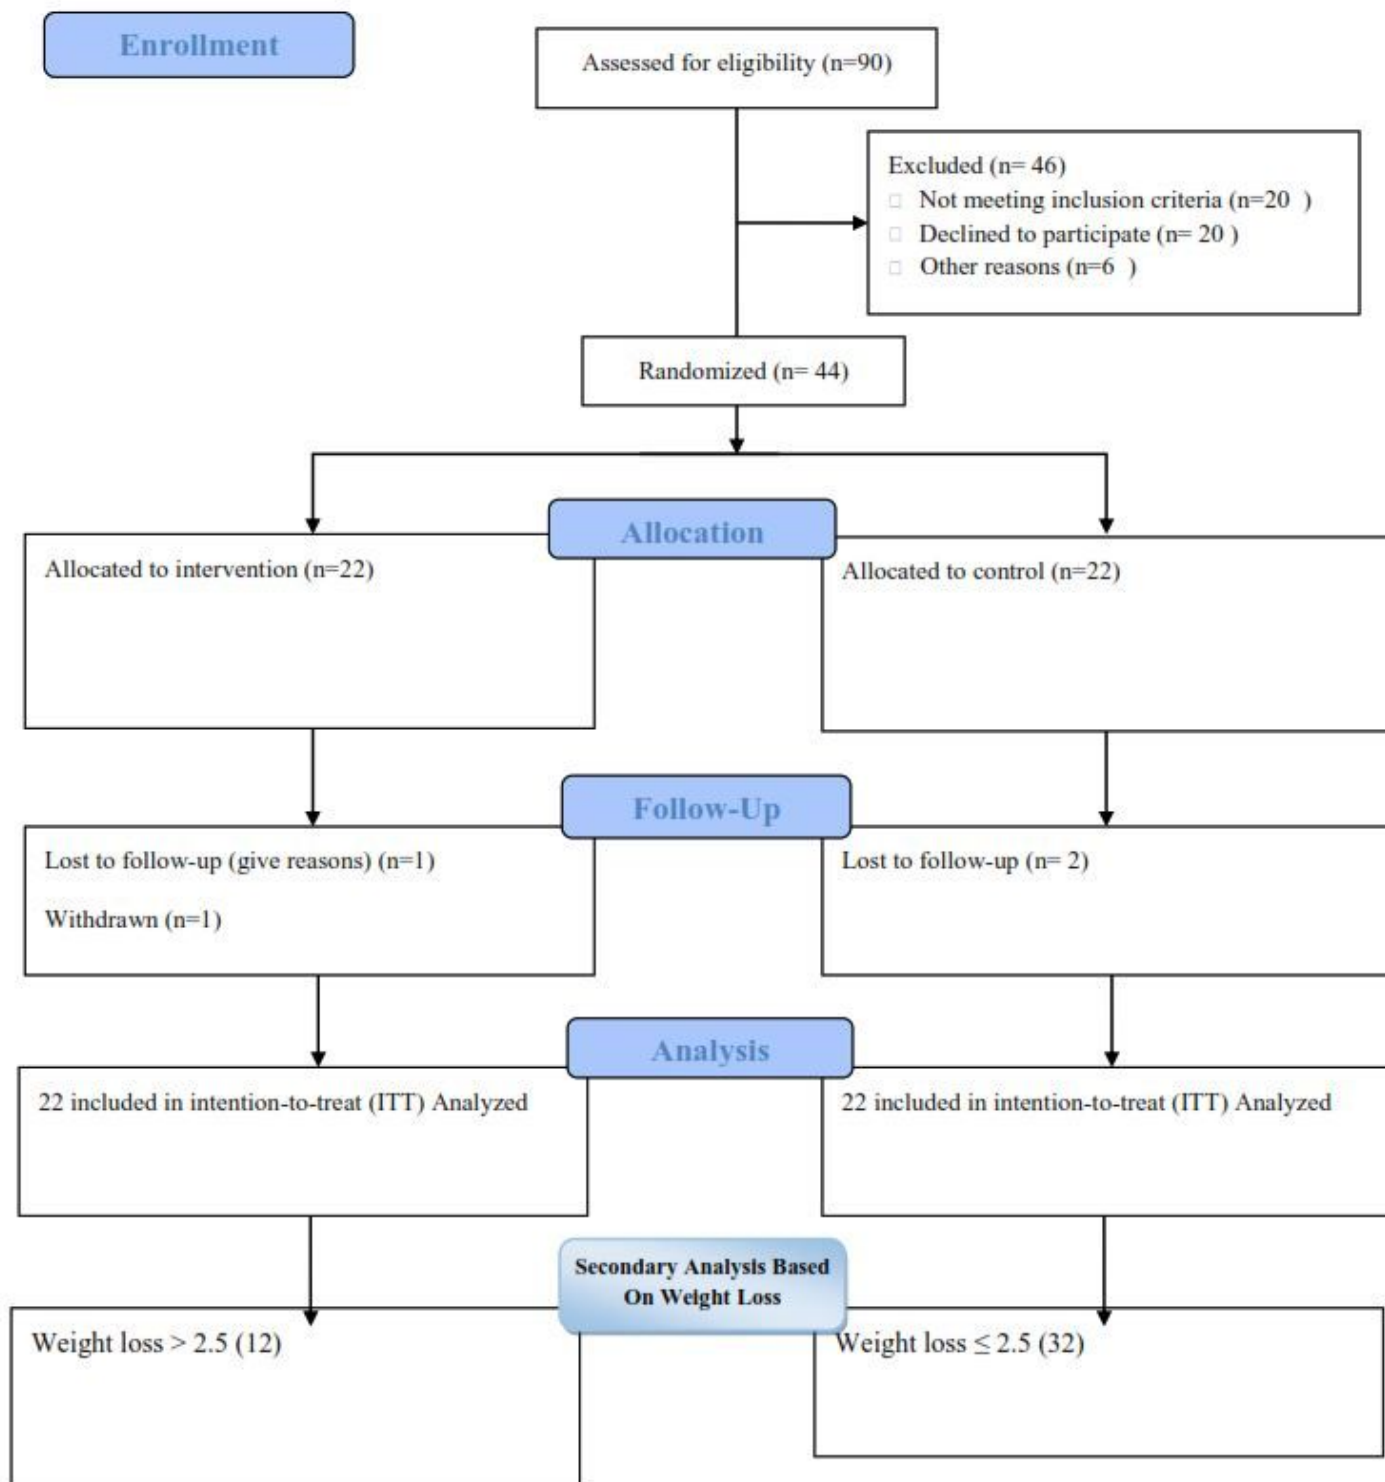 Enrollment
Assessed for eligibility (n=90)
Excluded (n= 46)
Not meeting inclusion criteria (n=20  )
Declined to participate (n= 20 )
Other reasons (n=6  )
Randomized (n= 44)
Allocation
Allocated to intervention (n=22)
Allocated to control (n=22)
Follow-Up
Lost to follow-up (give reasons) (n=1)
Withdrawn (n=1)
Lost to follow-up (n= 2)
Analysis
22 included in intention-to-treat (ITT) Analyzed
22 included in intention-to-treat (ITT) Analyzed
Secondary Analysis Based
On Weight Loss
Weight loss > 2.5 (12)
Weight loss ≤ 2.5 (32)